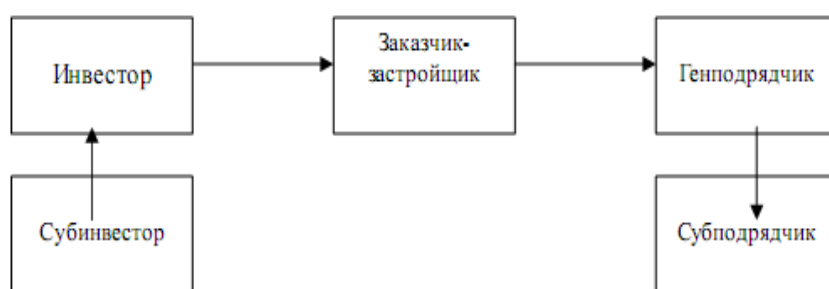 Инвестор
Заказчик-
застройщик
Генподрядчик
Субинвестор
Субподрядчик